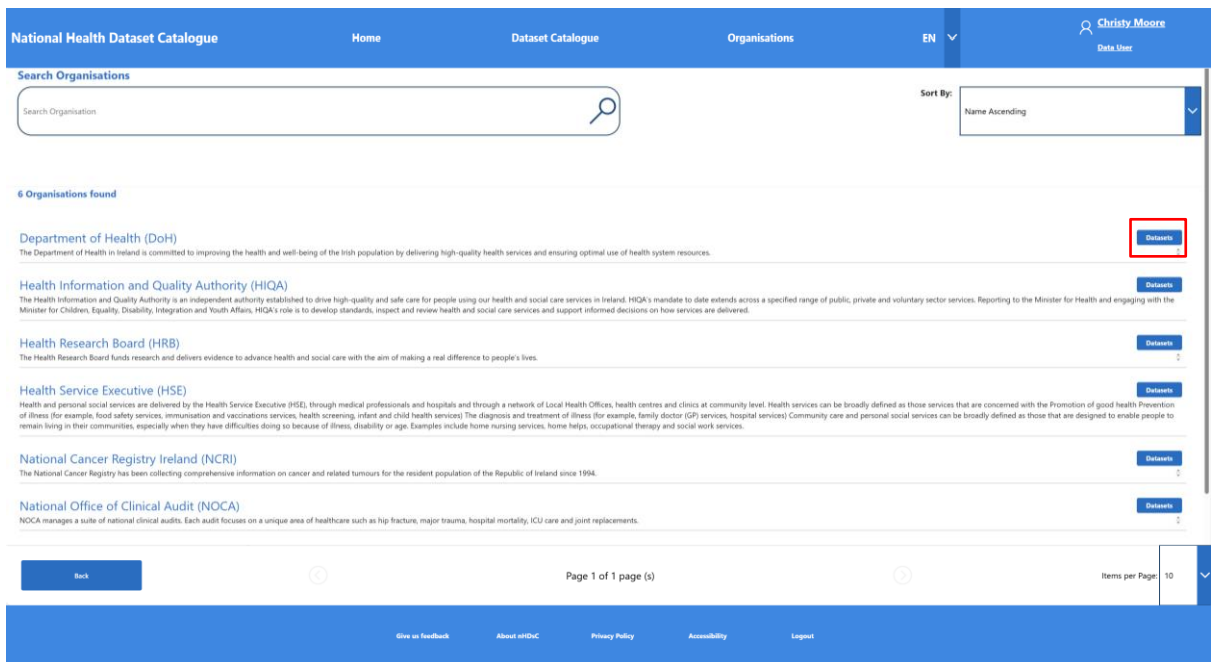 National Health Dataset Catalogue
Home
Dataset Catalogue
Organisations
EN
Christy Moore
Data User
Search Organisations
Search Organisation
Sort By:
Name Ascending
6 Organisations found
Department of Health (DoH)
Datasets
The Department of Health in Ireland is committed to improving the health and well-being of the Irish population by delivering high-quality health services and ensuring optimal use of health system resources.
Health Information and Quality Authority (HIQA)
Datasets
The Health Information and Quality Authority is an independent authority established to drive high-quality and safe care for people using our health and social care services in Ireland. HIQA's mandate to date extends across a specified range of public, private and voluntary sector services. Reporting to the Minister for Health and engaging with the
Minister for Children, Equality, Disability, Integration and Youth Affairs, HIQA's role is to develop standards, inspect and review health and social care services and support informed decisions on how services are delivered.
Health Research Board (HRB)
Datasets
The Health Research Board funds research and delivers evidence to advance health and social care with the aim of making a real difference to people's lives.
Health Service Executive (HSE)
Datasets
Health and personal social services are delivered by the Health Service Executive (HSE), through medical professionals and hospitals and through a network of Local Health Offices, health centres and clinics at community level. Health services can be broadly defined as those services that are concerned with the Promotion of good health Prevention
of illness (for example, food safety services, immunisation and vaccinations services, health screening, infant and child health services) The diagnosis and treatment of illness (for example, family doctor (GP) services, hospital services) Community care and personal social services can be broadly defined as those that are designed to enable people to
remain living in their communities, especially when they have difficulties doing so because of illness, disability or age. Examples include home nursing services, home helps, occupational therapy and social work services.
National Cancer Registry Ireland (NCRI)
Datasets
The National Cancer Registry has been collecting comprehensive information on cancer and related tumours for the resident population of the Republic of Ireland since 1994.
National Office of Clinical Audit (NOCA)
Datasets
NOCA manages a suite of national clinical audits. Each audit focuses on a unique area of healthcare such as hip fracture, major trauma, hospital mortality, ICU care and joint replacements.
Back
Page 1 of 1 page (s)
Items per Page:
10
Give us feedback
About nHDsC
Privacy Policy
Accessibility
Logout